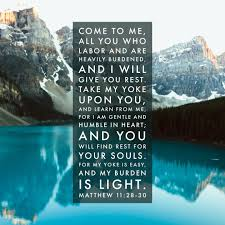 COME TO ME,
ALL YOU WHO
LABOR AND ARE
HEAVILY BURDENED,
AND I WILL
GIVE YOU REST.
TAKE MY YOKE
UPON YOU,
AND LEARN FROM ME,
FOR I AM GENTLE AND
HUMBLE IN HEART;
AND YOU
WILL FIND REST FOR
YOUR SOULS.
FOR MY YOKE IS EASY,
AND MY BURDEN
IS LIGHT.
MATTHEW 11:28-30